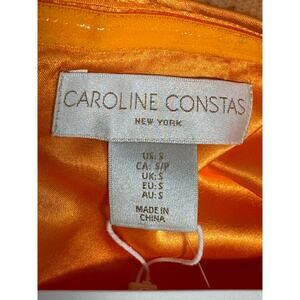 CAROLINE CONSTAS
NEW YORK
US: S
CA: S/P
UK: S
EU: S
AU: S
MADE IN
CHINA